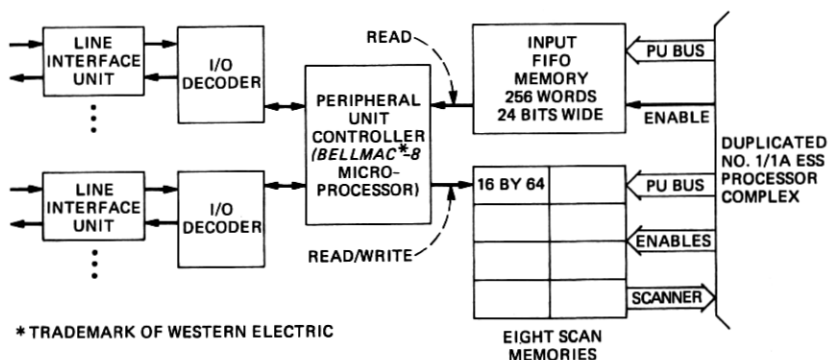 LINE
INTERFACE
UNIT
I/O
DECODER
PERIPHERAL
UNIT
CONTROLLER
(BELLMAC*-8
MICRO-
PROCESSOR)
READ
INPUT
FIFO
MEMORY
256 WORDS
24 BITS WIDE
PU BUS
ENABLE
DUPLICATED
NO. 1/1A ESS
PROCESSOR
COMPLEX
LINE
INTERFACE
UNIT
I/O
DECODER
READ/WRITE
16 BY 64
PU BUS
ENABLES
SCANNER
EIGHT SCAN
MEMORIES
* TRADEMARK OF WESTERN ELECTRIC